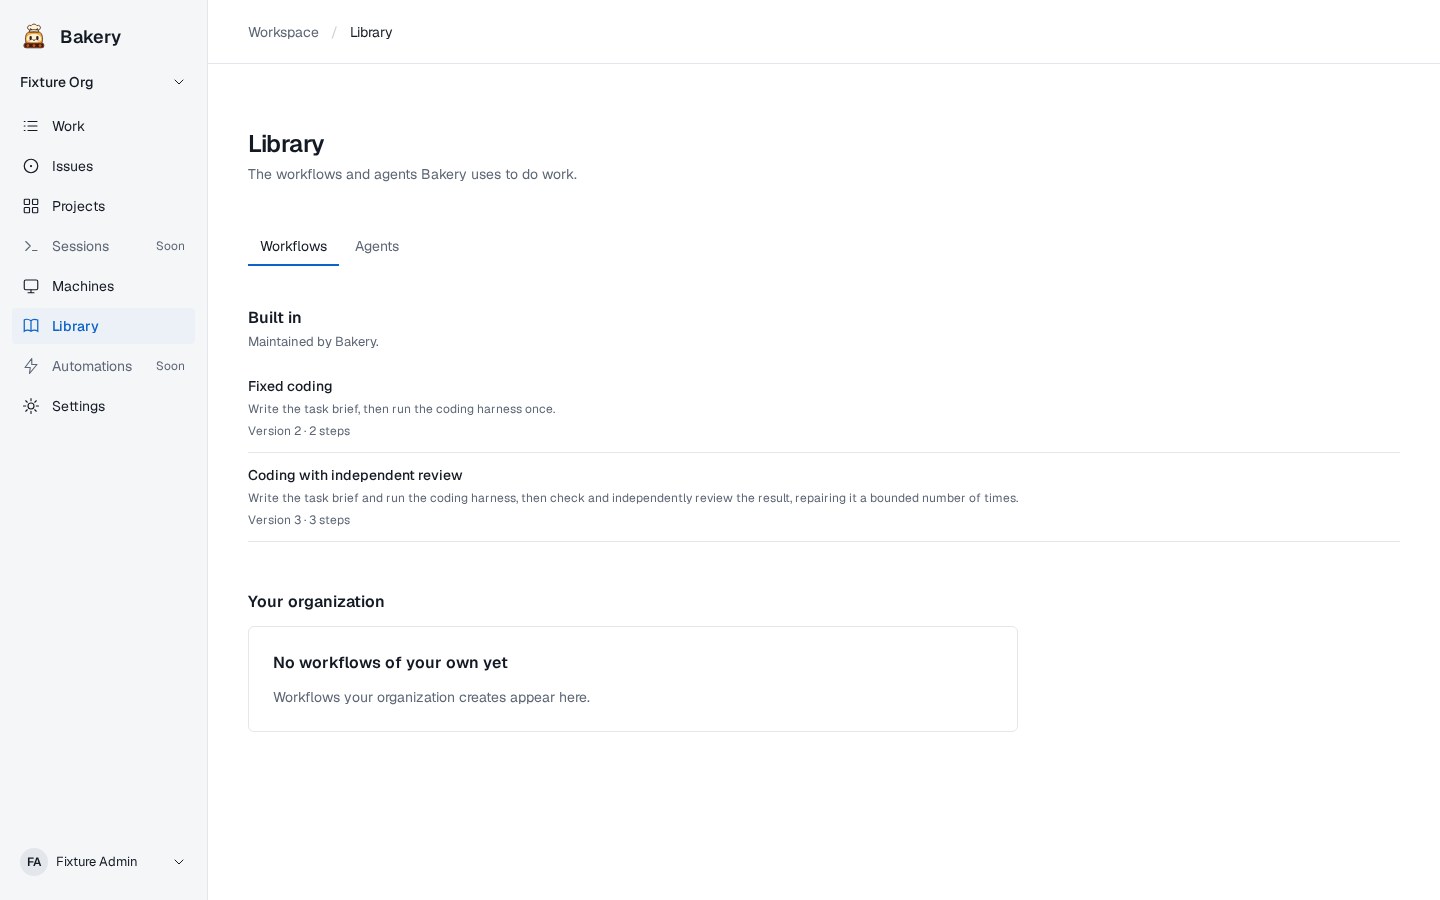 Bakery
Fixture Org
Work
Issues
Projects
Sessions Soon
Machines
Library
Automations Soon
Settings
FA Fixture Admin
Workspace / Library
Library
The workflows and agents Bakery uses to do work.
Workflows Agents
Built in
Maintained by Bakery.
Fixed coding
Write the task brief, then run the coding harness once.
Version 2 · 2 steps
Coding with independent review
Write the task brief and run the coding harness, then check and independently review the result, repairing it a bounded number of times.
Version 3 · 3 steps
Your organization
No workflows of your own yet
Workflows your organization creates appear here.